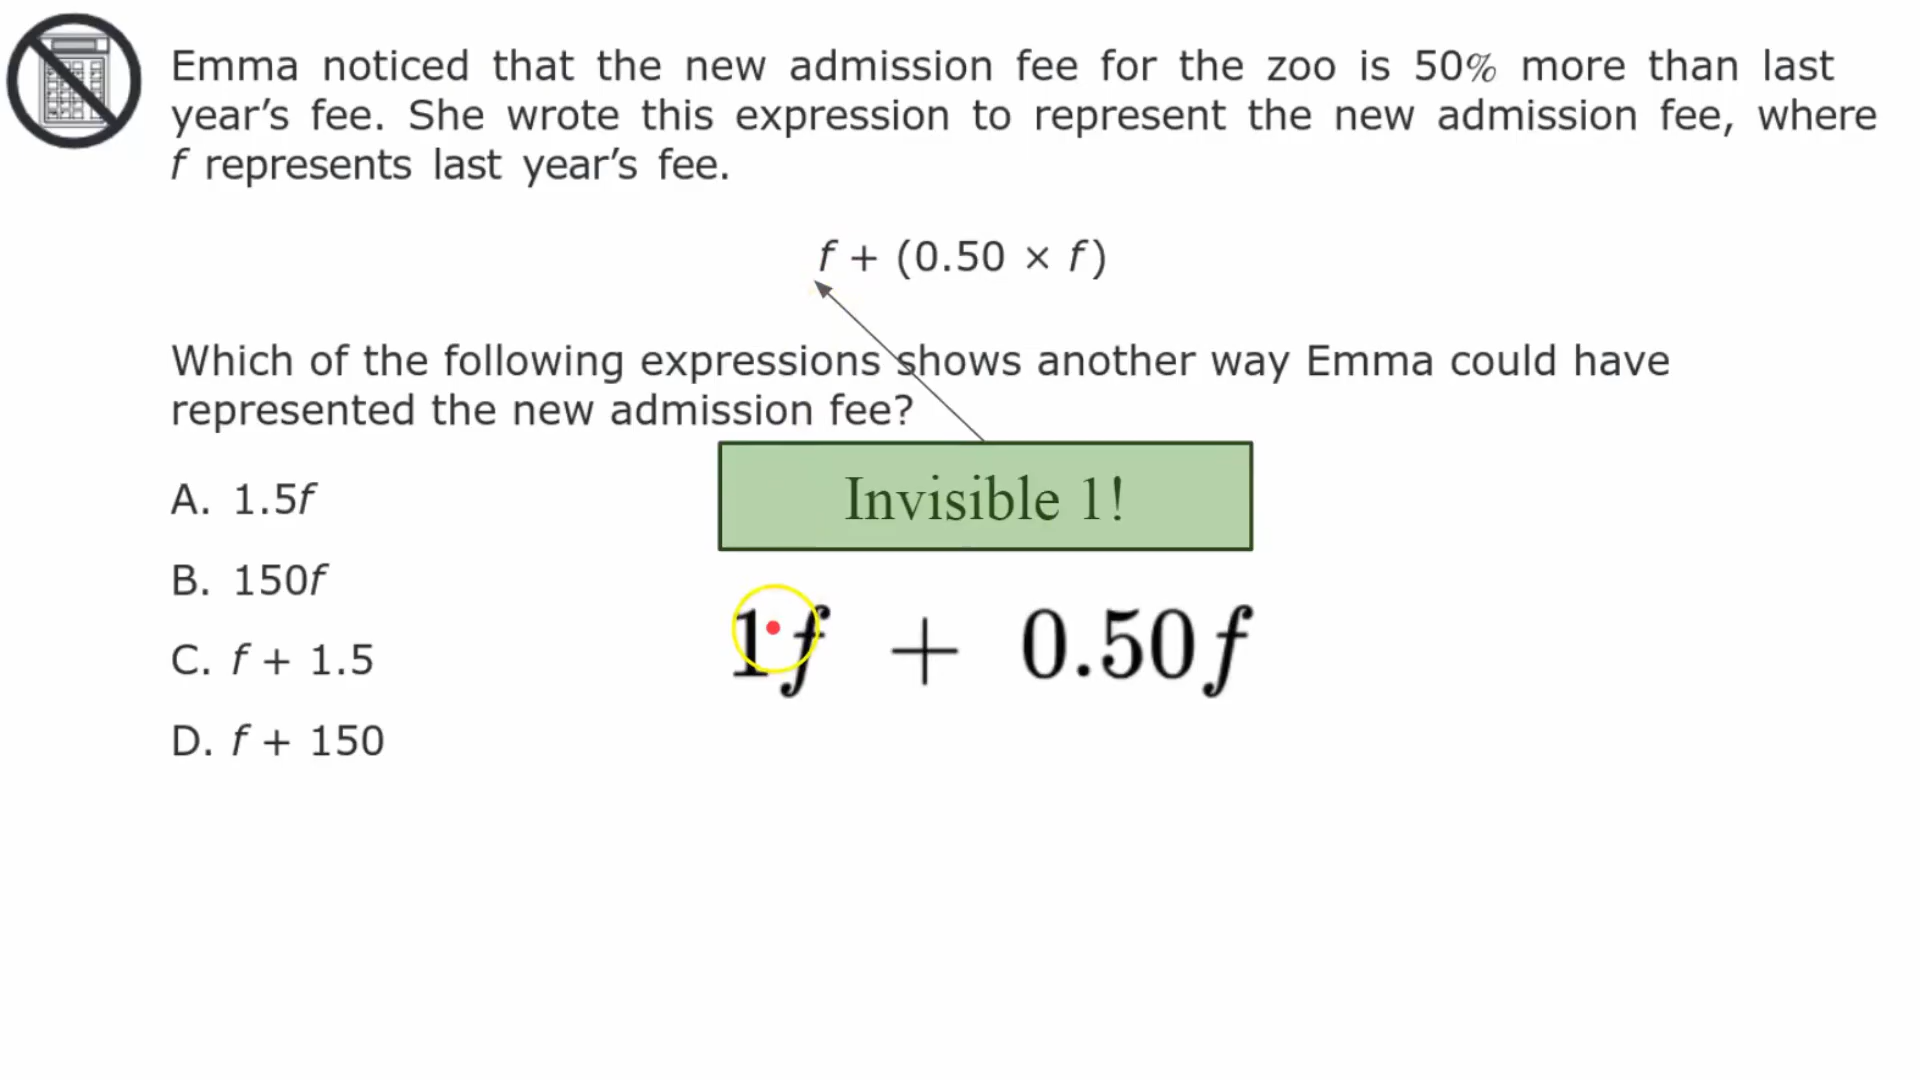 Emma noticed that the new admission fee for the zoo is 50% more than last
year’s fee. She wrote this expression to represent the new admission fee, where
f represents last year’s fee.
f + (0.50 × f)
Which of the following expressions shows another way Emma could have
represented the new admission fee?
A. 1.5f
B. 150f
C. f + 1.5
D. f + 150
Invisible 1!
1f + 0.50f